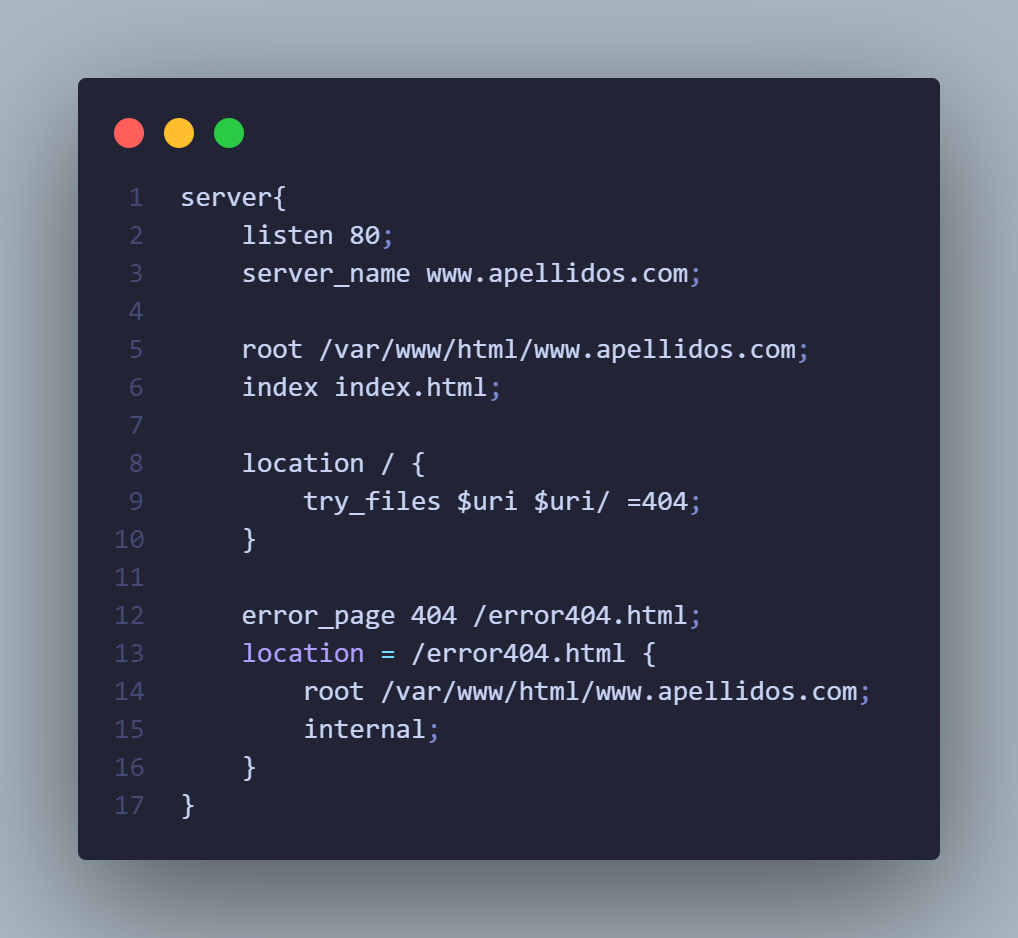 1 server{
2     listen 80;
3     server_name www.apellidos.com;
4
5     root /var/www/html/www.apellidos.com;
6     index index.html;
7
8     location / {
9         try_files $uri $uri/ =404;
10     }
11
12     error_page 404 /error404.html;
13     location = /error404.html {
14         root /var/www/html/www.apellidos.com;
15         internal;
16     }
17 }